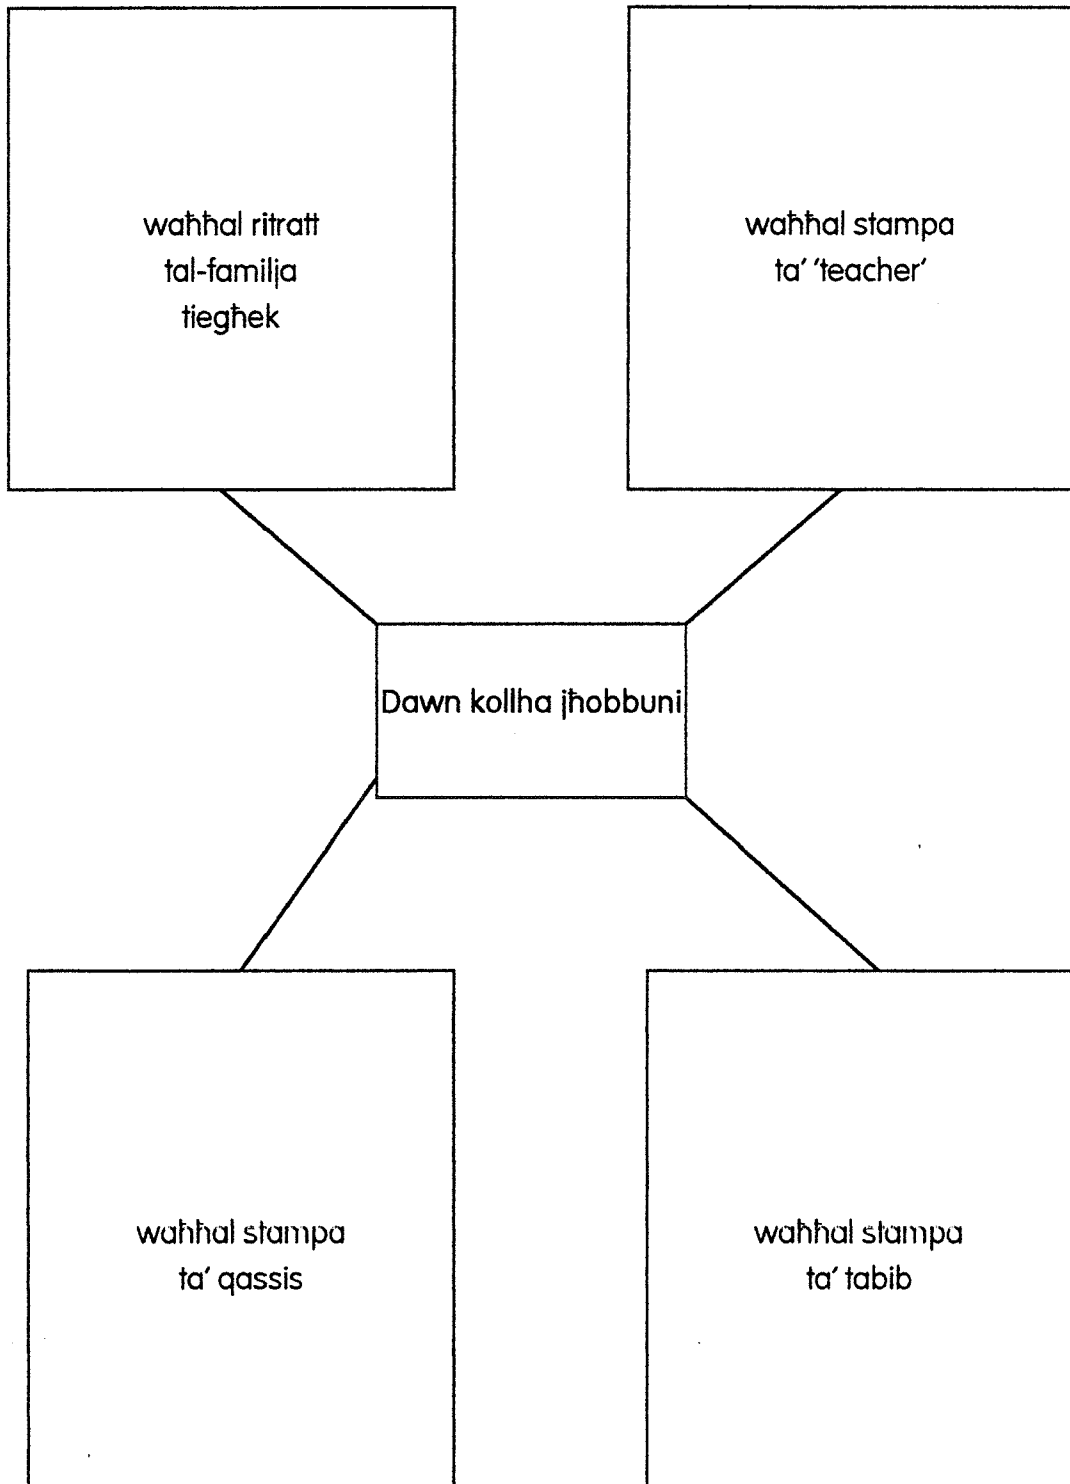 waħħal ritratt
tal-familja
tiegħek
waħħal stampa
ta' 'teacher'
Dawn kollha jħobbuni
waħħal stampa
ta' qassis
waħħal stampa
ta' tabib